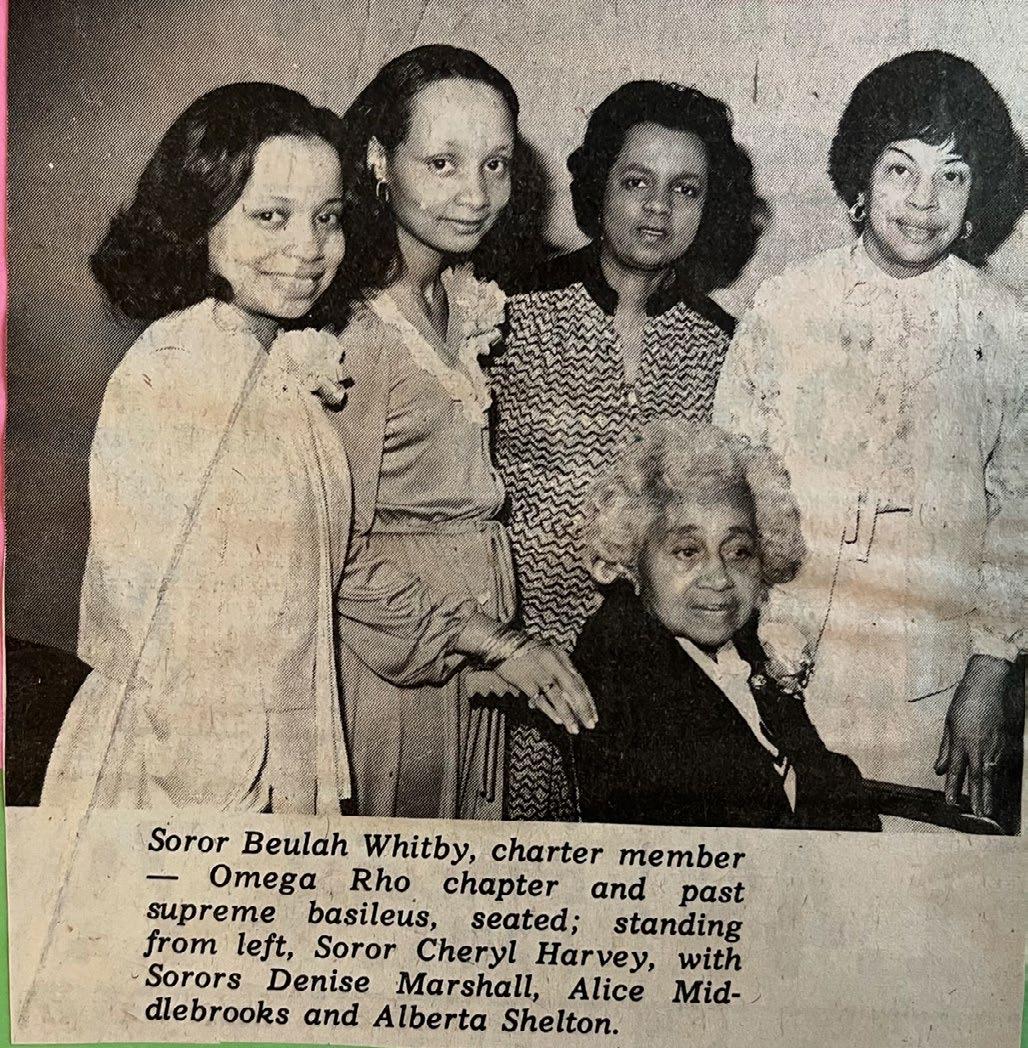 Soror Beulah Whitby, charter member
— Omega Rho chapter and past
supreme basileus, seated; standing
from left, Soror Cheryl Harvey, with
Sorors Denise Marshall, Alice Mid-
dlebrooks and Alberta Shelton.